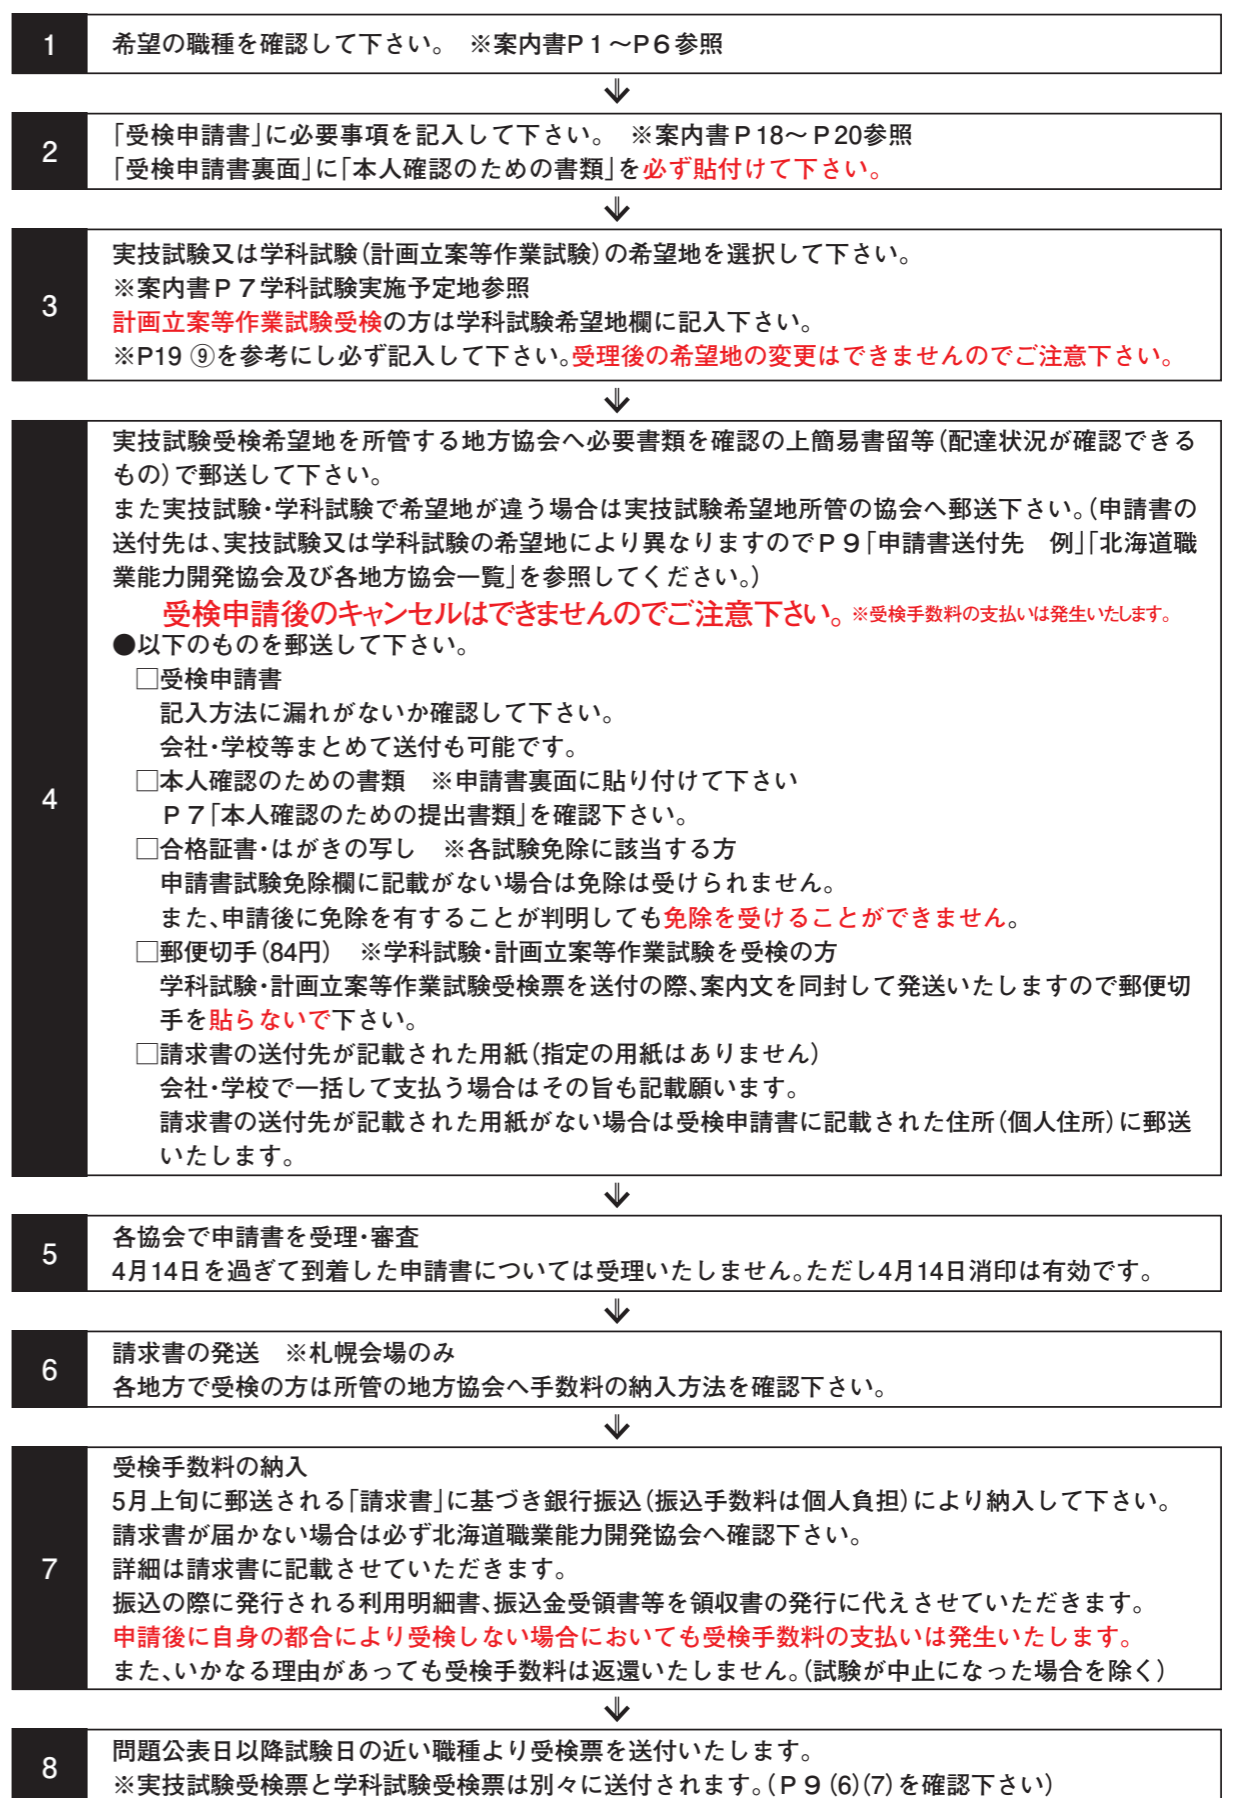 1
希望の職種を確認して下さい。 ※案内書P1～P6参照
2
「受検申請書」に必要事項を記入して下さい。 ※案内書P18～P20参照
「受検申請書裏面」に「本人確認のための書類」を必ず貼付けて下さい。
3
実技試験又は学科試験(計画立案等作業試験)の希望地を選択して下さい。
※案内書P7学科試験実施予定地参照
計画立案等作業試験受検の方は学科試験希望地欄に記入下さい。
※P19 ⑨を参考にし必ず記入して下さい。受理後の希望地の変更はできませんのでご注意下さい。
4
実技試験受検希望地を所管する地方協会へ必要書類を確認の上簡易書留等(配達状況が確認できる
もの)で郵送して下さい。
また実技試験・学科試験で希望地が違う場合は実技試験希望地所管の協会へ郵送下さい。(申請書の
送付先は、実技試験又は学科試験の希望地により異なりますのでP9「申請書送付先 例」「北海道職
業能力開発協会及び各地方協会一覧」を参照してください。)
受検申請後のキャンセルはできませんのでご注意下さい。※受検手数料の支払いは発生いたします。
●以下のものを郵送して下さい。
□受検申請書
記入方法に漏れがないか確認して下さい。
会社・学校等まとめて送付も可能です。
□本人確認のための書類 ※申請書裏面に貼り付けて下さい
P7「本人確認のための提出書類」を確認下さい。
□合格証書・はがきの写し ※各試験免除に該当する方
申請書試験免除欄に記載がない場合は免除は受けられません。
また、申請後に免除を有することが判明しても免除を受けることができません。
□郵便切手(84円) ※学科試験・計画立案等作業試験を受検の方
学科試験・計画立案等作業試験受検票を送付の際、案内文を同封して発送いたしますので郵便切
手を貼らないで下さい。
□請求書の送付先が記載された用紙(指定の用紙はありません)
会社・学校で一括して支払う場合はその旨も記載願います。
請求書の送付先が記載された用紙がない場合は受検申請書に記載された住所(個人住所)に郵送
いたします。
5
各協会で申請書を受理・審査
4月14日を過ぎて到着した申請書については受理いたしません。ただし4月14日消印は有効です。
6
請求書の発送 ※札幌会場のみ
各地方で受検の方は所管の地方協会へ手数料の納入方法を確認下さい。
7
受検手数料の納入
5月上旬に郵送される「請求書」に基づき銀行振込(振込手数料は個人負担)により納入して下さい。
請求書が届かない場合は必ず北海道職業能力開発協会へ確認下さい。
詳細は請求書に記載させていただきます。
振込の際に発行される利用明細書、振込金受領書等を領収書の発行に代えさせていただきます。
申請後に自身の都合により受検しない場合においても受検手数料の支払いは発生いたします。
また、いかなる理由があっても受検手数料は返還いたしません。(試験が中止になった場合を除く)
8
問題公表日以降試験日の近い職種より受検票を送付いたします。
※実技試験受検票と学科試験受検票は別々に送付されます。(P9(6)(7)を確認下さい)